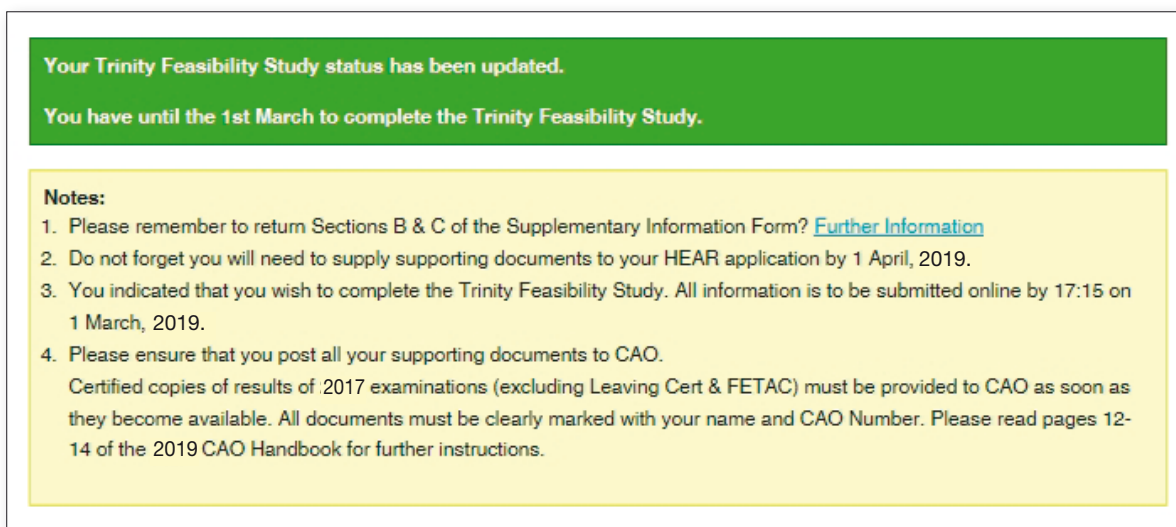 Your Trinity Feasibility Study status has been updated.
You have until the 1st March to complete the Trinity Feasibility Study.
Notes:
1. Please remember to return Sections B & C of the Supplementary Information Form? Further Information
2. Do not forget you will need to supply supporting documents to your HEAR application by 1 April, 2019.
3. You indicated that you wish to complete the Trinity Feasibility Study. All information is to be submitted online by 17:15 on
1 March, 2019.
4. Please ensure that you post all your supporting documents to CAO.
Certified copies of results of 2017 examinations (excluding Leaving Cert & FETAC) must be provided to CAO as soon as
they become available. All documents must be clearly marked with your name and CAO Number. Please read pages 12-
14 of the 2019 CAO Handbook for further instructions.